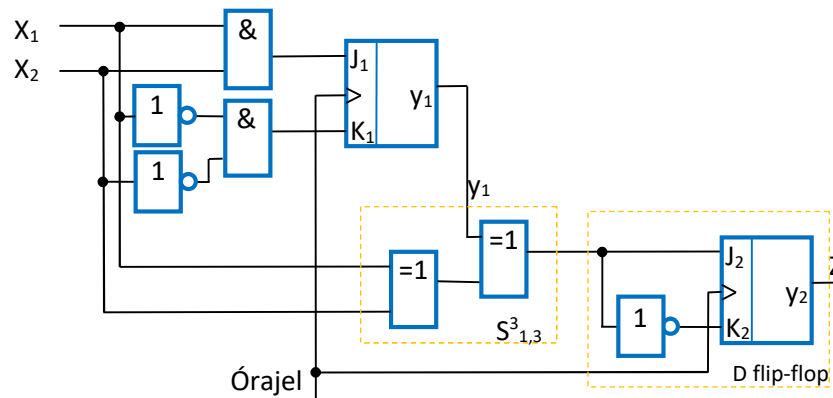 X1
X2
&
J1
y1
K1
1
&
1
y1
=1
=1
S³1,3
J2
Z
y2
K2
1
D flip-flop
Órajel